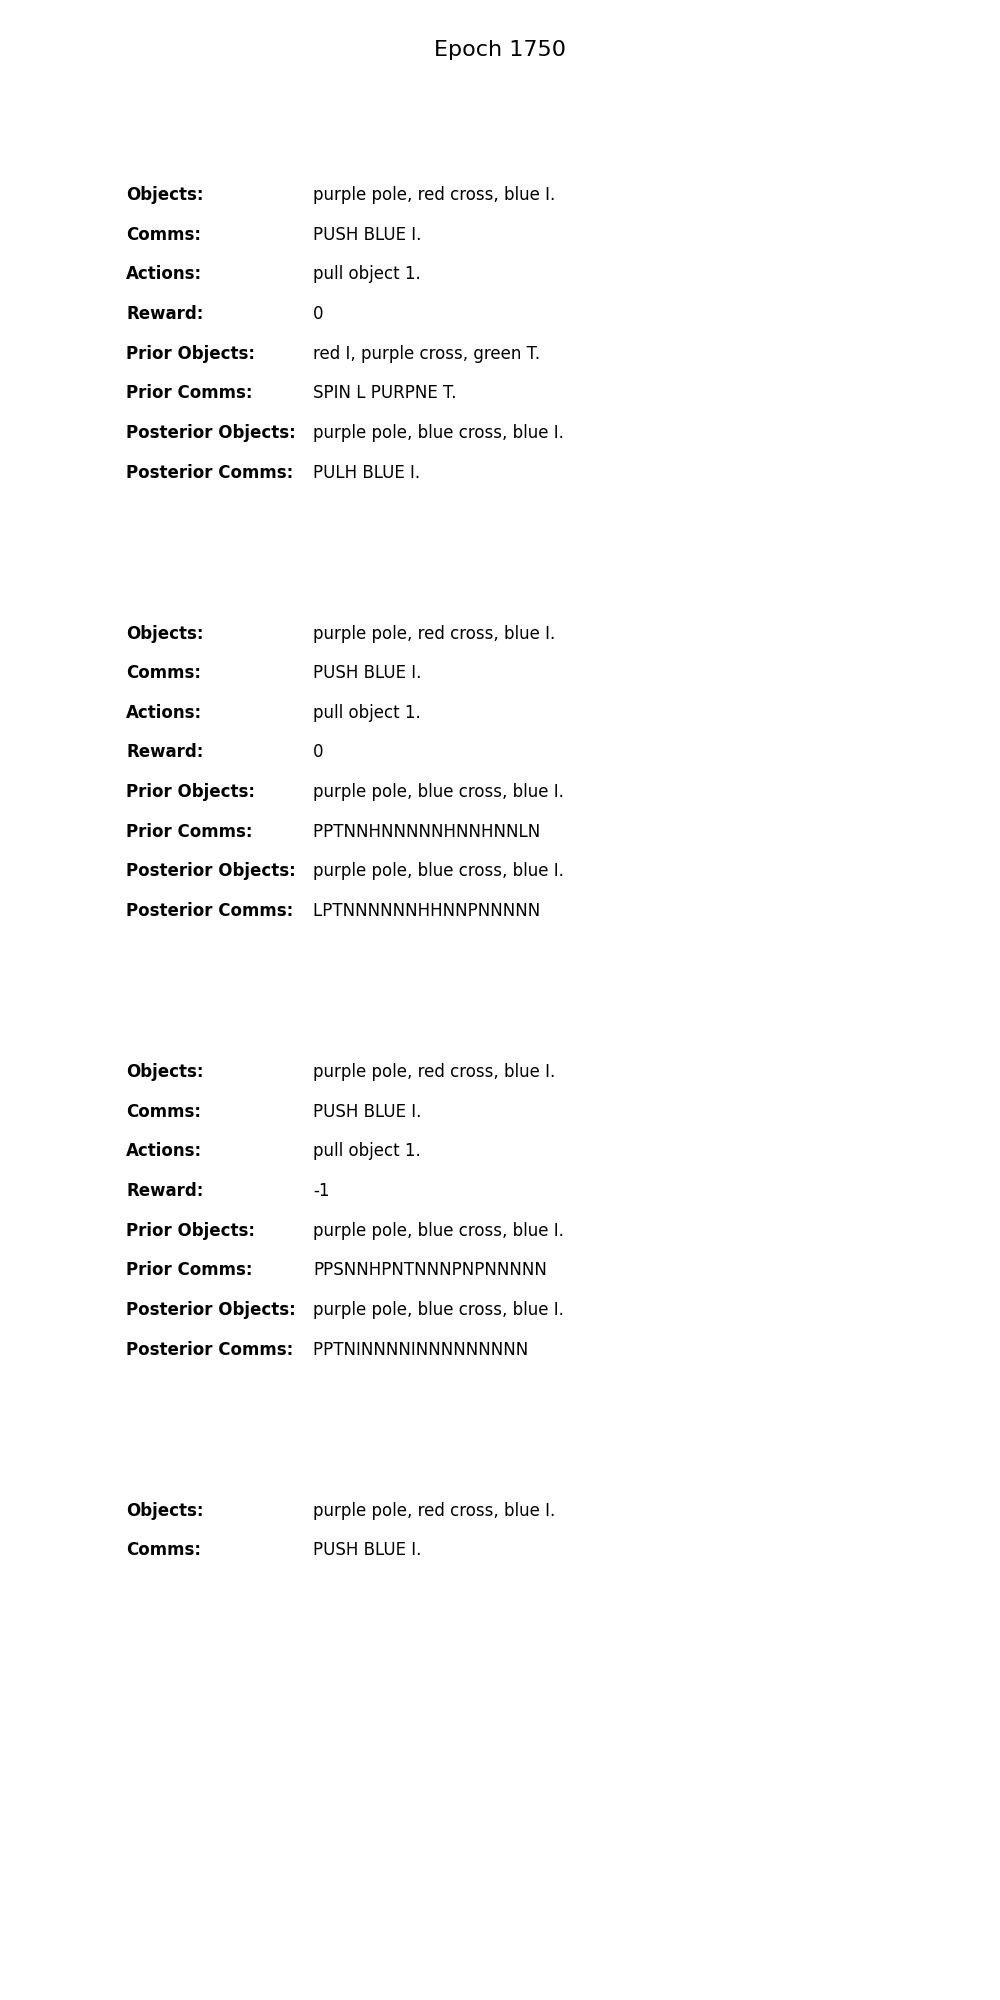 Epoch 1750
Objects: purple pole, red cross, blue I.
Comms: PUSH BLUE I.
Actions: pull object 1.
Reward: 0
Prior Objects: red I, purple cross, green T.
Prior Comms: SPIN L PURPNE T.
Posterior Objects: purple pole, blue cross, blue I.
Posterior Comms: PULH BLUE I.
Objects: purple pole, red cross, blue I.
Comms: PUSH BLUE I.
Actions: pull object 1.
Reward: 0
Prior Objects: purple pole, blue cross, blue I.
Prior Comms: PPTNNHNNNNNHNNHNNLN
Posterior Objects: purple pole, blue cross, blue I.
Posterior Comms: LPTNNNNNNHHNNPNNNNN
Objects: purple pole, red cross, blue I.
Comms: PUSH BLUE I.
Actions: pull object 1.
Reward: -1
Prior Objects: purple pole, blue cross, blue I.
Prior Comms: PPSNNHPNTNNNPNPNNNNN
Posterior Objects: purple pole, blue cross, blue I.
Posterior Comms: PPTNINNNNINNNNNNNNN
Objects: purple pole, red cross, blue I.
Comms: PUSH BLUE I.